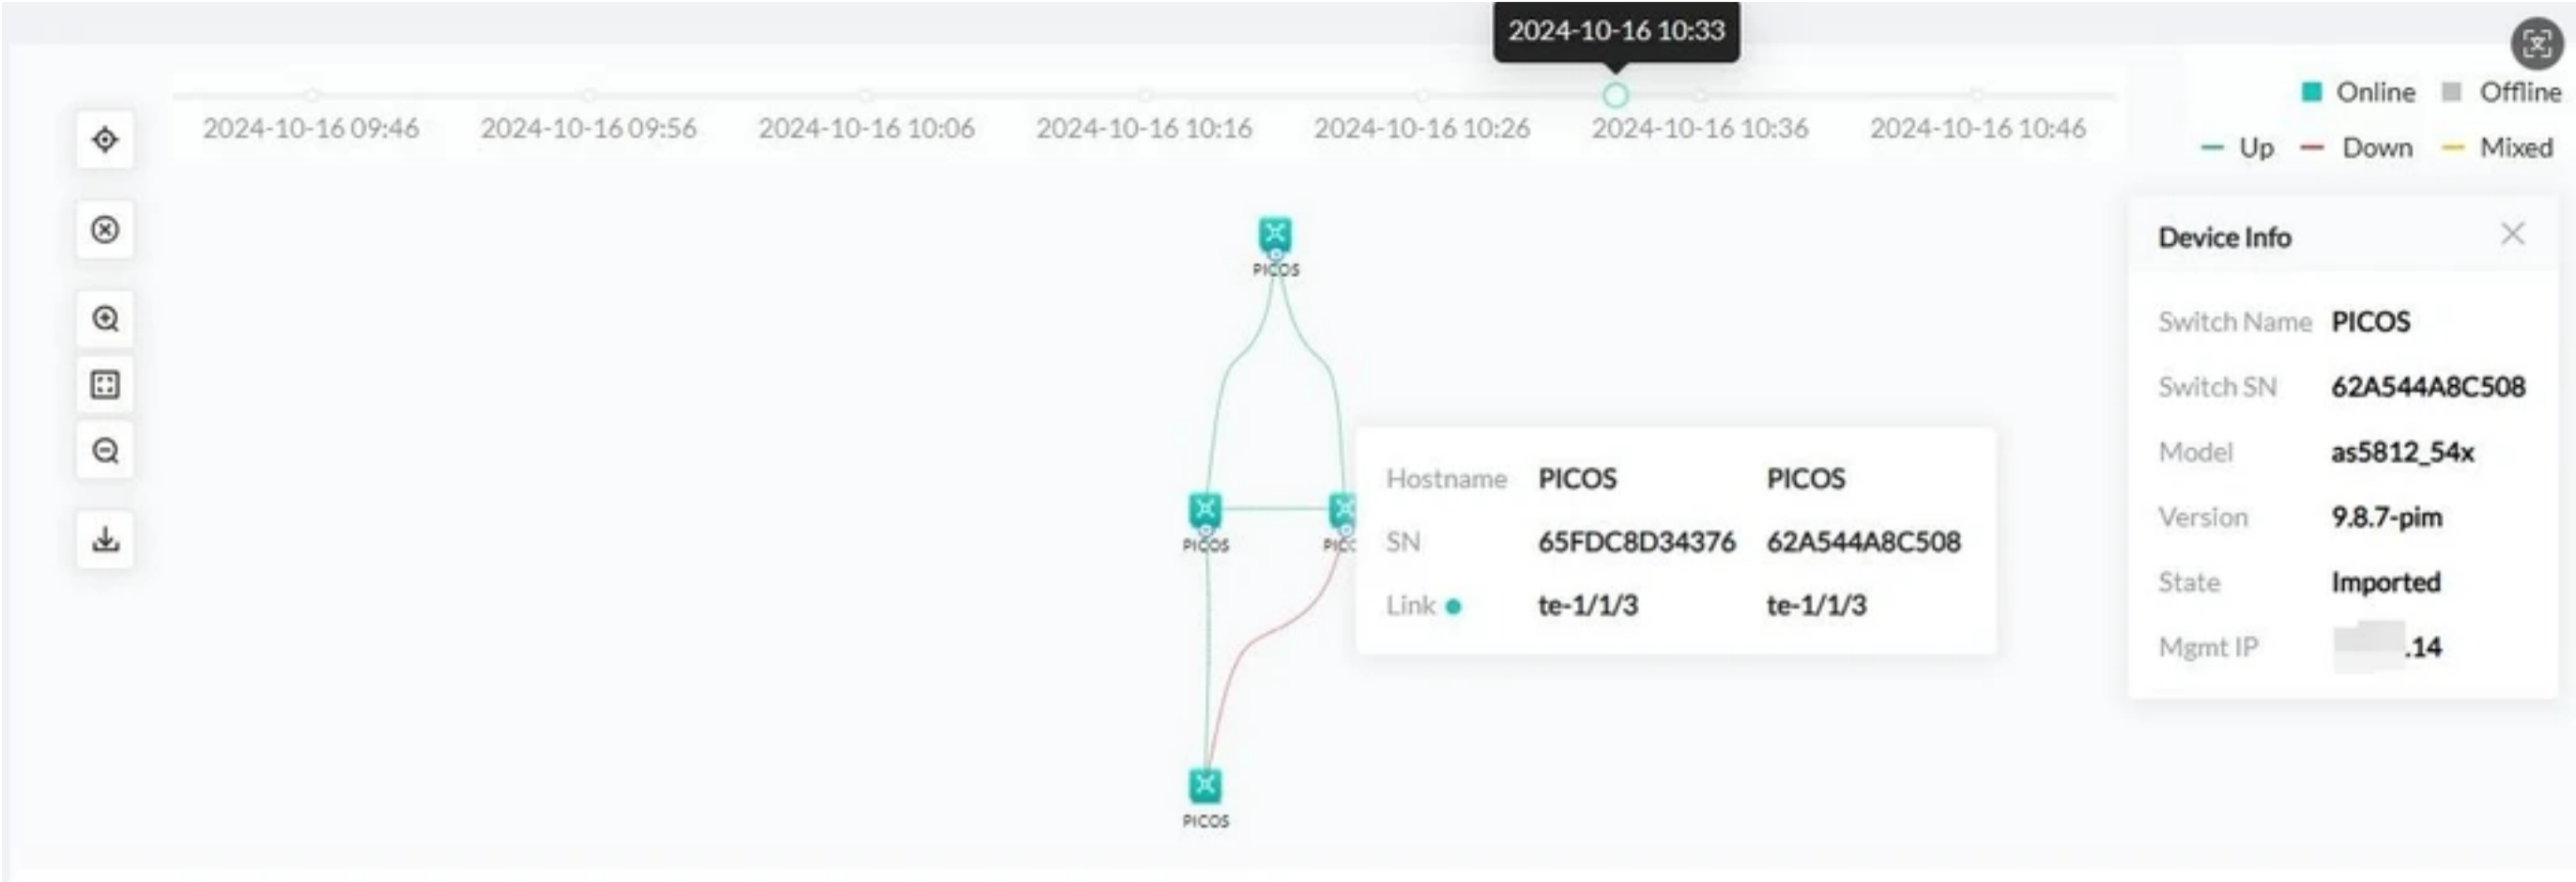 2024-10-16 10:33
2024-10-16 09:46 2024-10-16 09:56 2024-10-16 10:06 2024-10-16 10:16 2024-10-16 10:26 2024-10-16 10:36 2024-10-16 10:46
Online Offline
Up Down Mixed
PICOS
Device Info
Switch Name PICOS
Switch SN 62A544A8C508
Model as5812_54x
Version 9.8.7-pim
State Imported
Mgmt IP .14
Hostname PICOS PICOS
SN 65FDC8D34376 62A544A8C508
Link te-1/1/3 te-1/1/3
PICOS
PIC
PICOS